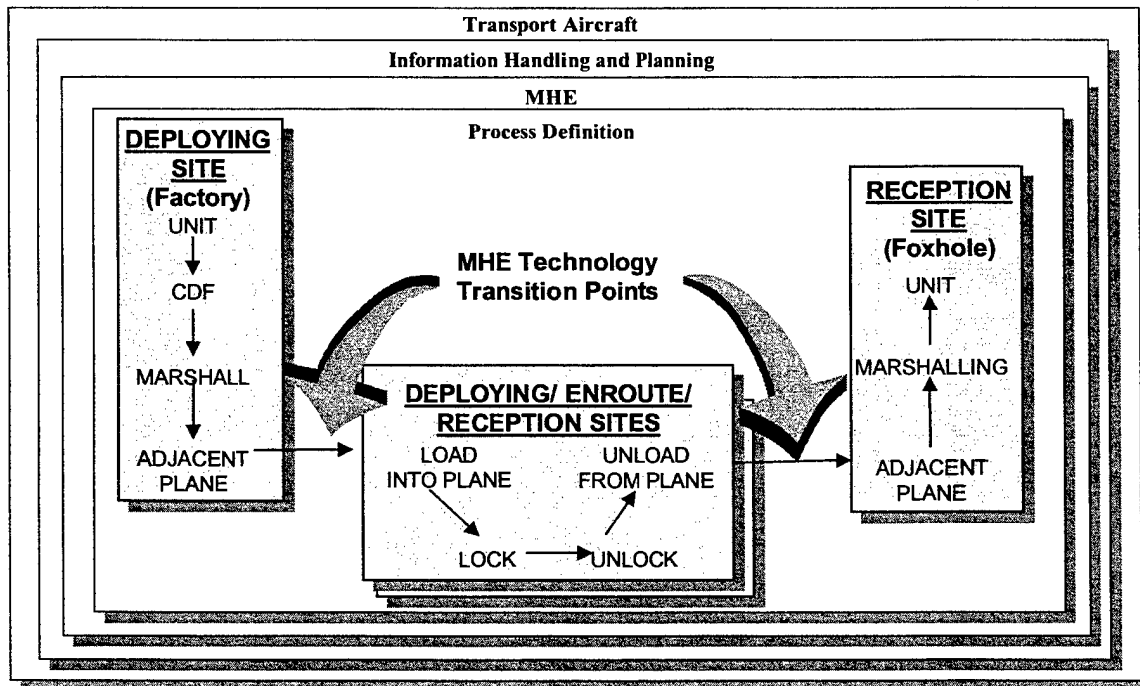 Transport Aircraft
Information Handling and Planning
MHE
Process Definition
DEPLOYING
SITE
(Factory)
UNIT
CDF
MARSHALL
ADJACENT
PLANE
MHE Technology
Transition Points
DEPLOYING/ ENROUTE/
RECEPTION SITES
LOAD
INTO PLANE
UNLOAD
FROM PLANE
LOCK
UNLOCK
RECEPTION
SITE
(Foxhole)
UNIT
MARSHALLING
ADJACENT
PLANE